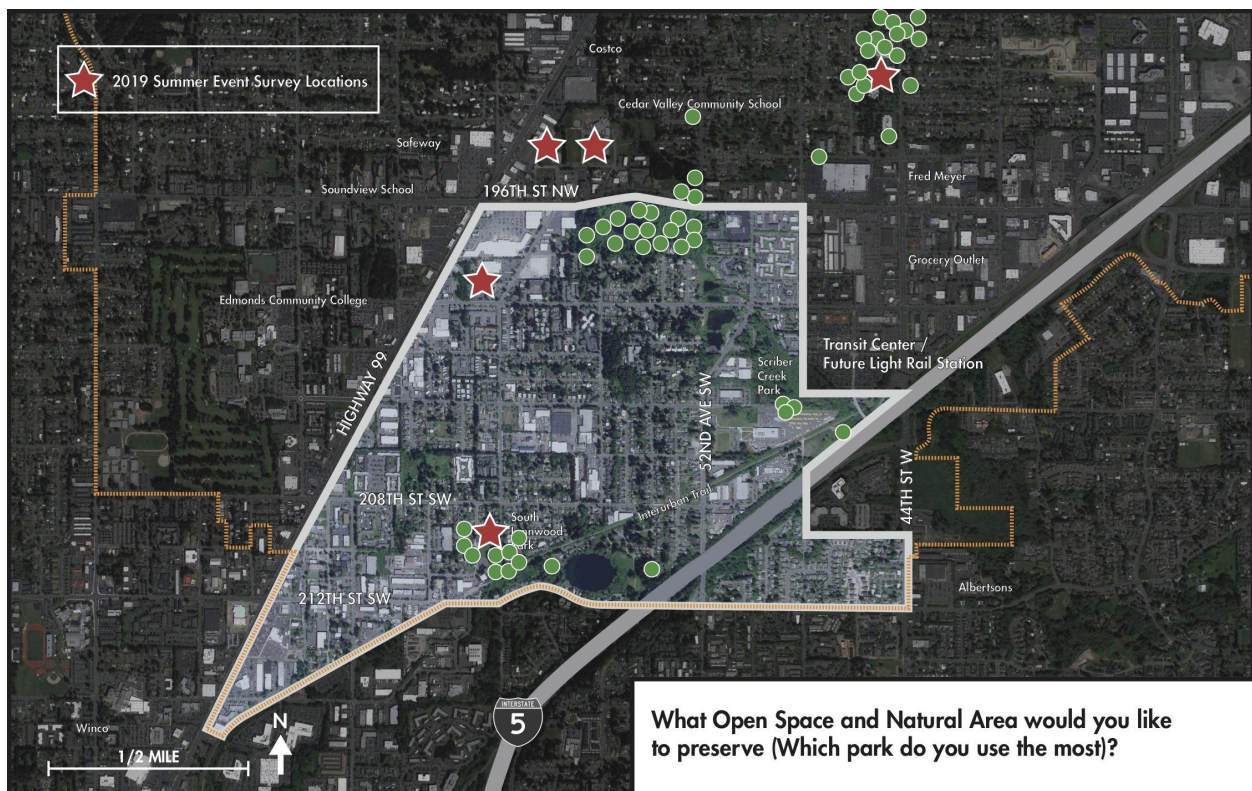 2019 Summer Event Survey Locations
Costco
Cedar Valley Community School
Safeway
Soundview School
196TH ST NW
Fred Meyer
Grocery Outlet
Edmonds Community College
HIGHWAY 99
Transit Center /
Future Light Rail Station
Scriber
Creek
Park
52ND AVE SW
44TH ST W
208TH ST SW
Interurban Trail
South
Lynnwood
Park
212TH ST SW
Albertsons
INTERSTATE
5
Winco
N
1/2 MILE
What Open Space and Natural Area would you like
to preserve (Which park do you use the most)?